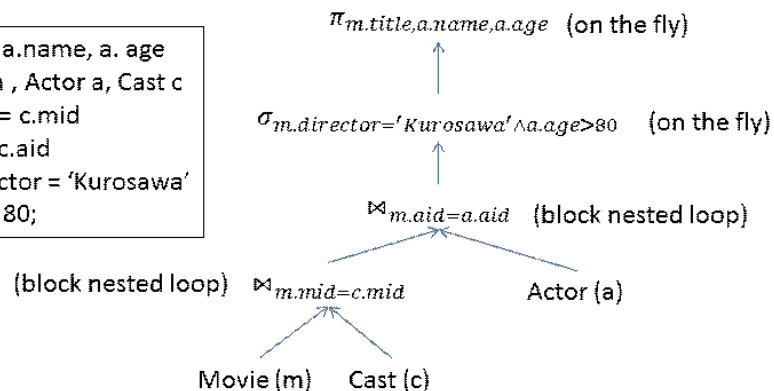 a.name, a. age
, Actor a, Cast c
= c.mid
c.aid
ctor = ‘Kurosawa’
80;
π m.title,a.name,a.age (on the fly)
σ m.director='Kurosawa'∧a.age>80 (on the fly)
⋈ m.aid=a.aid (block nested loop)
(block nested loop) ⋈ m.mid=c.mid
Actor (a)
Movie (m) Cast (c)